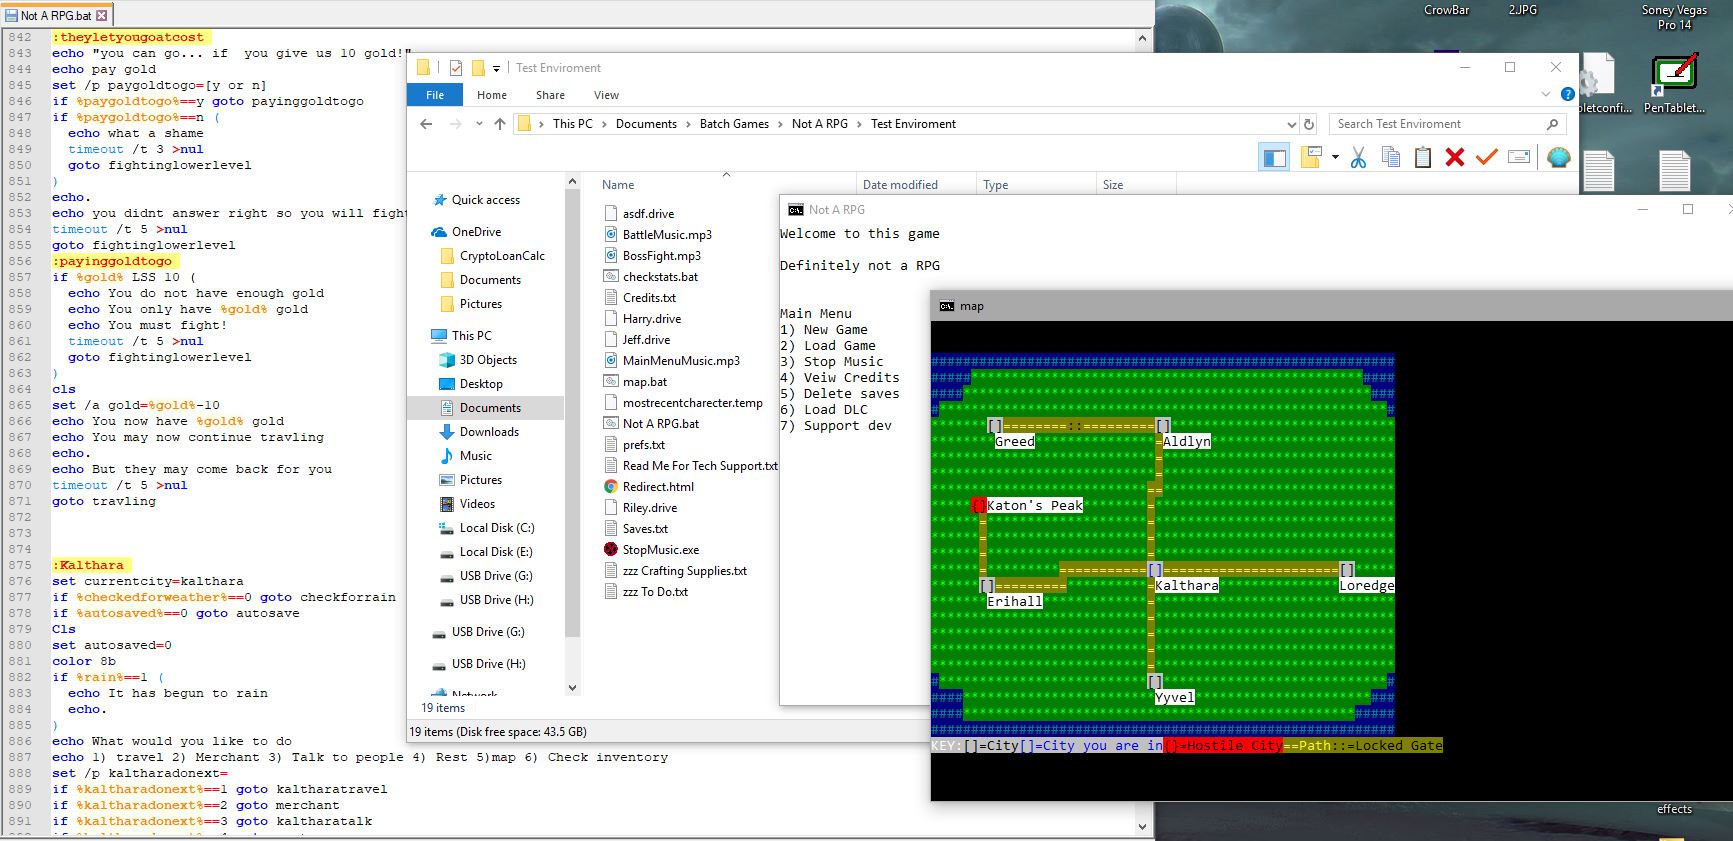 Not A RPG.bat
842 :theyletyougoatcost
843 echo "you can go... if  you give us 10 gold!"
844 echo pay gold
845 set /p paygoldtogo=[y or n]
846 if %paygoldtogo%==y goto payinggoldtogo
847 if %paygoldtogo%==n (
848   echo what a shame
849   timeout /t 3 >nul
850   goto fightinglowerlevel
851 )
852 echo.
853 echo you didnt answer right so you will fight
854 timeout /t 5 >nul
855 goto fightinglowerlevel
856 :payinggoldtogo
857 if %gold% LSS 10 (
858   echo You do not have enough gold
859   echo You only have %gold% gold
860   echo You must fight!
861   timeout /t 5 >nul
862   goto fightinglowerlevel
863 )
864 cls
865 set /a gold=%gold%-10
866 echo You now have %gold% gold
867 echo You may now continue travling
868 echo.
869 echo But they may come back for you
870 timeout /t 5 >nul
871 goto travling
872
873
874
875 :Kalthara
876 set currentcity=kalthara
877 if %checkedforweather%==0 goto checkforrain
878 if %autosaved%==0 goto autosave
879 Cls
880 set autosaved=0
881 color 8b
882 if %rain%==1 (
883   echo It has begun to rain
884   echo.
885 )
886 echo What would you like to do
887 echo 1) travel 2) Merchant 3) Talk to people 4) Rest 5)map 6) Check inventory
888 set /p kaltharadonext=
889 if %kaltharadonext%==1 goto kaltharatravel
890 if %kaltharadonext%==2 goto merchant
891 if %kaltharadonext%==3 goto kaltharatalk
Test Enviroment
File Home Share View
This PC > Documents > Batch Games > Not A RPG > Test Enviroment
Search Test Enviroment
Quick access
OneDrive
CryptoLoanCalc
Documents
Pictures
This PC
3D Objects
Desktop
Documents
Downloads
Music
Pictures
Videos
Local Disk (C:)
Local Disk (E:)
USB Drive (G:)
USB Drive (H:)
USB Drive (G:)
USB Drive (H:)
Network
Name Date modified Type Size
asdf.drive
BattleMusic.mp3
BossFight.mp3
checkstats.bat
Credits.txt
Harry.drive
Jeff.drive
MainMenuMusic.mp3
map.bat
mostrecentcharecter.temp
Not A RPG.bat
prefs.txt
Read Me For Tech Support.txt
Redirect.html
Riley.drive
Saves.txt
StopMusic.exe
zzz Crafting Supplies.txt
zzz To Do.txt
19 items
19 items (Disk free space: 43.5 GB)
Not A RPG
Welcome to this game
Definitely not a RPG
Main Menu
1) New Game
2) Load Game
3) Stop Music
4) Veiw Credits
5) Delete saves
6) Load DLC
7) Support dev
map
Greed
Aldlyn
Katon's Peak
Kalthara
Loredge
Erihall
Yyvel
KEY:[]=City[]=City you are in{}=Hostile City==Path::=Locked Gate
CrowBar
2.JPG
Soney Vegas
Pro 14
bletconfi...
PenTablet...
effects